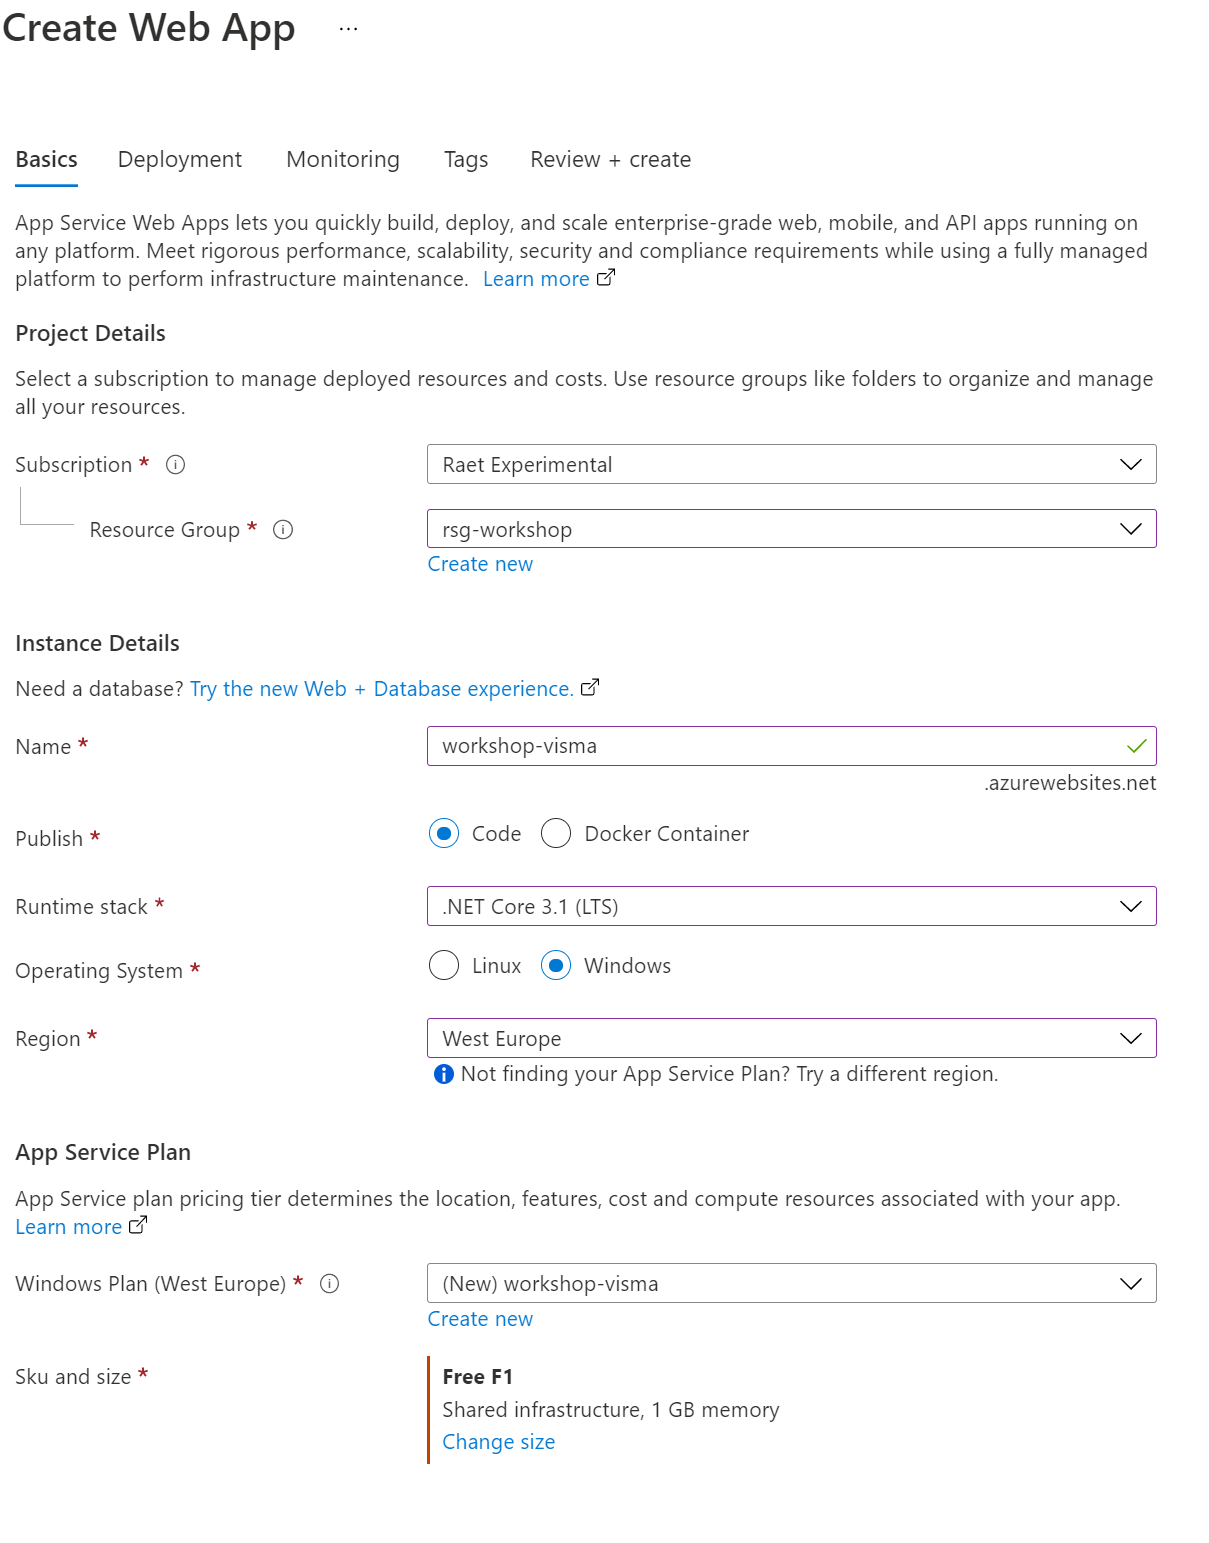 Create Web App ...
Basics Deployment Monitoring Tags Review + create
App Service Web Apps lets you quickly build, deploy, and scale enterprise-grade web, mobile, and API apps running on
any platform. Meet rigorous performance, scalability, security and compliance requirements while using a fully managed
platform to perform infrastructure maintenance. Learn more
Project Details
Select a subscription to manage deployed resources and costs. Use resource groups like folders to organize and manage
all your resources.
Subscription * Raet Experimental
Resource Group * rsg-workshop
Create new
Instance Details
Need a database? Try the new Web + Database experience.
Name * workshop-visma
.azurewebsites.net
Publish * Code Docker Container
Runtime stack * .NET Core 3.1 (LTS)
Operating System * Linux Windows
Region * West Europe
Not finding your App Service Plan? Try a different region.
App Service Plan
App Service plan pricing tier determines the location, features, cost and compute resources associated with your app.
Learn more
Windows Plan (West Europe) * (New) workshop-visma
Create new
Sku and size * Free F1
Shared infrastructure, 1 GB memory
Change size